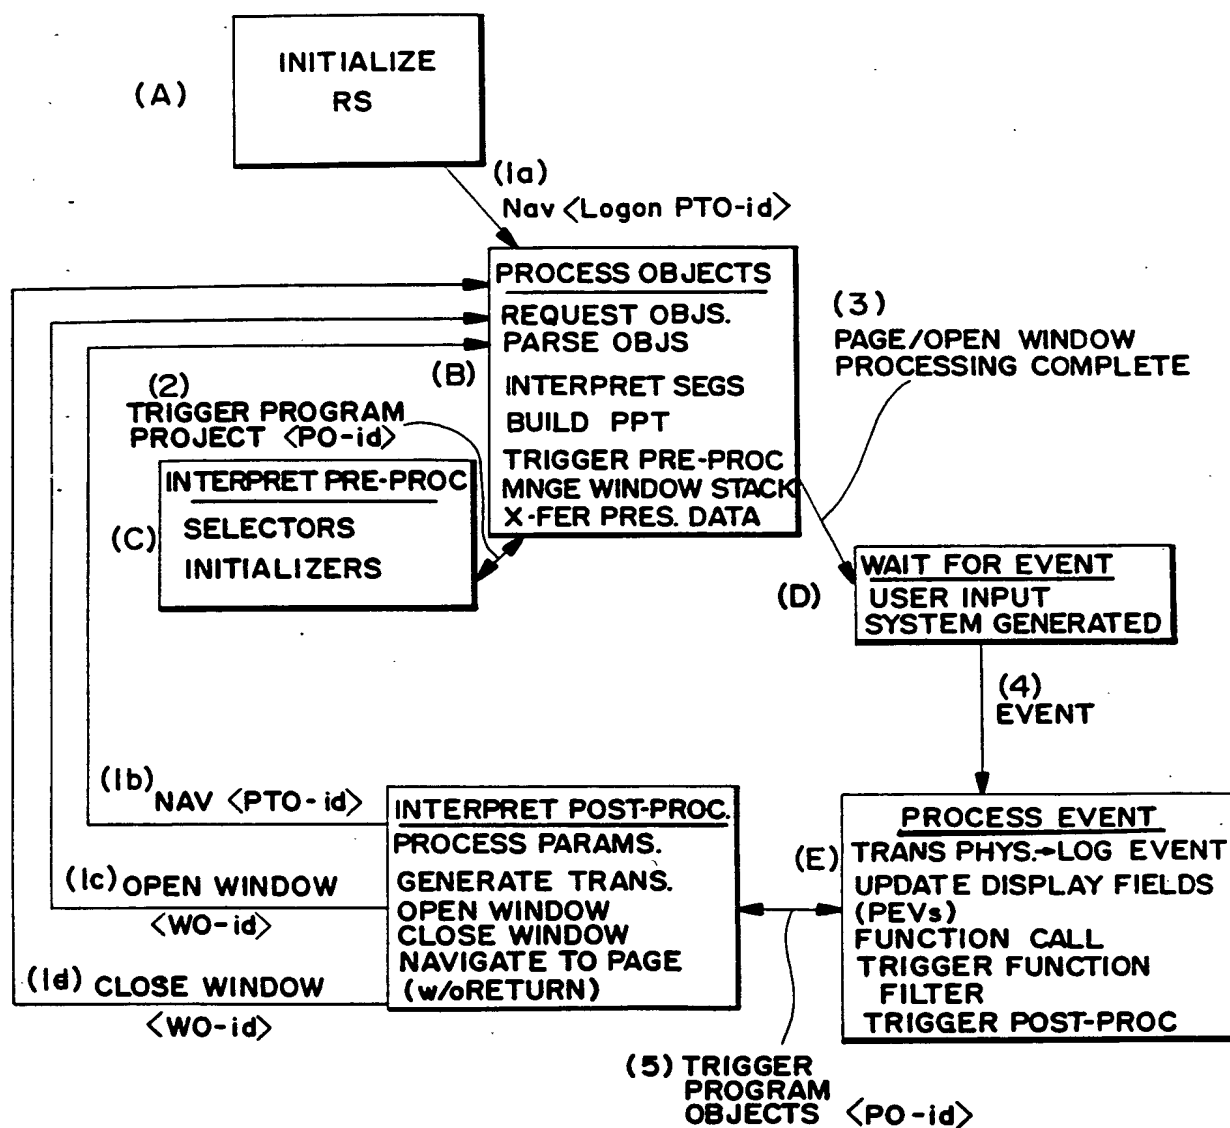 (A)
INITIALIZE
RS
(1a)
Nav <Logon PTO-id>
PROCESS OBJECTS
REQUEST OBJS.
PARSE OBJS
(B)
INTERPRET SEGS
BUILD PPT
TRIGGER PRE-PROC
MNGE WINDOW STACK
X-FER PRES. DATA
(3)
PAGE/OPEN WINDOW
PROCESSING COMPLETE
(2)
TRIGGER PROGRAM
PROJECT <PO-id>
INTERPRET PRE-PROC
(C)
SELECTORS
INITIALIZERS
(D)
WAIT FOR EVENT
USER INPUT
SYSTEM GENERATED
(4)
EVENT
(1b)
NAV <PTO-id>
(1c) OPEN WINDOW
<WO-id>
(1d) CLOSE WINDOW
<WO-id>
INTERPRET POST-PROC.
PROCESS PARAMS.
GENERATE TRANS.
OPEN WINDOW
CLOSE WINDOW
NAVIGATE TO PAGE
(w/oRETURN)
PROCESS EVENT
(E)
TRANS PHYS.→LOG EVENT
UPDATE DISPLAY FIELDS
(PEVs)
FUNCTION CALL
TRIGGER FUNCTION
FILTER
TRIGGER POST-PROC
(5) TRIGGER
PROGRAM
OBJECTS <PO-id>